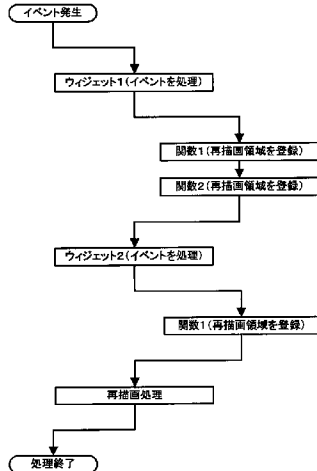 イベント発生
ウィジェット1(イベントを処理)
関数1(再描画領域を登録)
関数2(再描画領域を登録)
ウィジェット2(イベントを処理)
関数1(再描画領域を登録)
再描画処理
処理終了